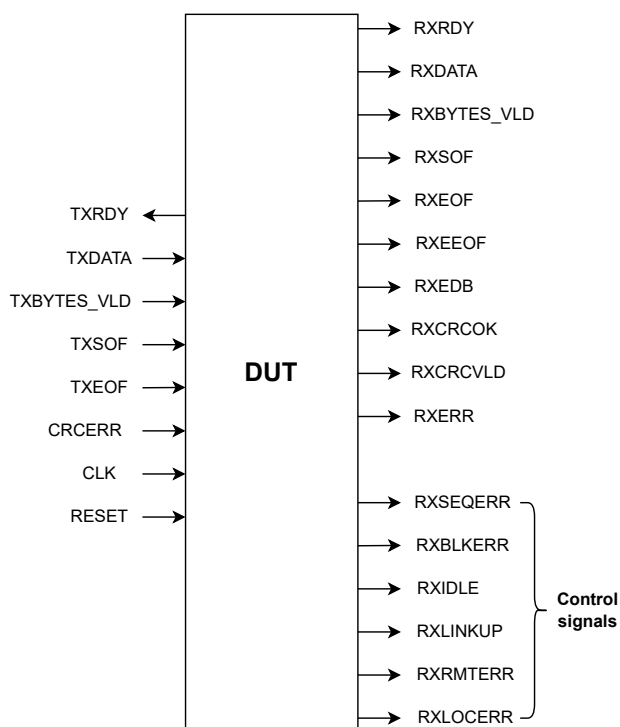 TXRDY
TXDATA
TXBYTES_VLD
TXSOF
TXEOF
CRCERR
CLK
RESET
DUT
RXRDY
RXDATA
RXBYTES_VLD
RXSOF
RXEOF
RXEEOF
RXEDB
RXCRCOK
RXCRCVLD
RXERR
RXSEQERR
RXBLKERR
RXIDLE
RXLINKUP
RXRMTERR
RXLOCERR
Control
signals